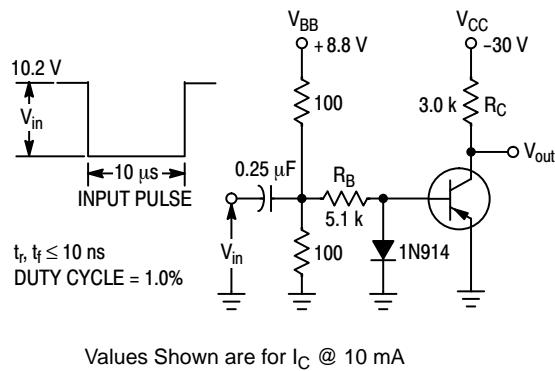 V_BB
+8.8 V
V_CC
−30 V
10.2 V
V_in
10 μs
INPUT PULSE
t_r, t_f ≤ 10 ns
DUTY CYCLE = 1.0%
100
3.0 k R_C
V_out
0.25 μF
R_B
5.1 k
V_in
100
1N914
Values Shown are for I_C @ 10 mA